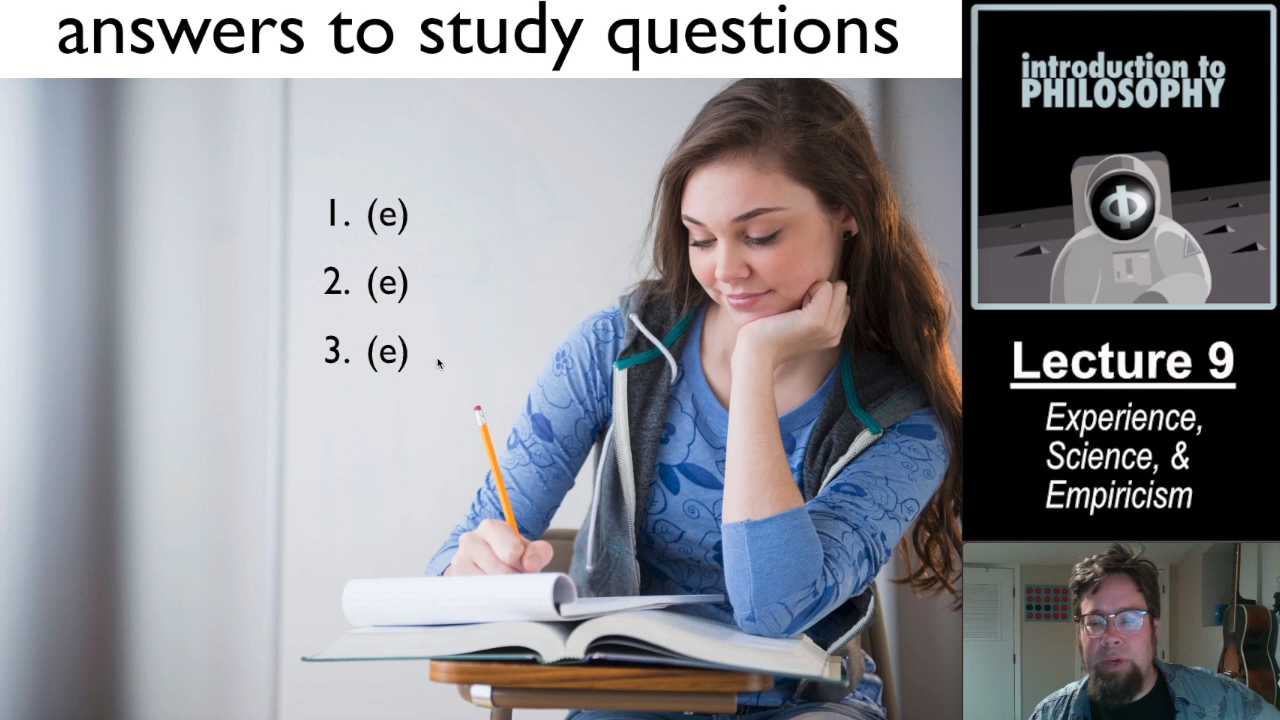 answers to study questions
1. (e)
2. (e)
3. (e)
introduction to
PHILOSOPHY
Φ
Lecture 9
Experience,
Science, &
Empiricism